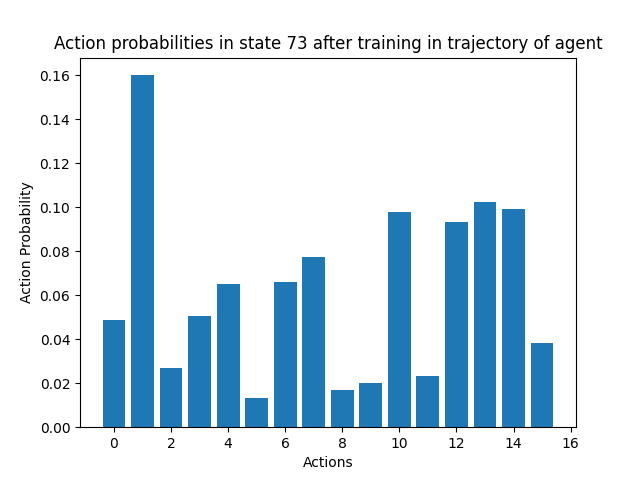 Action probabilities in state 73 after training in trajectory of agent
Action Probability
0.16
0.14
0.12
0.10
0.08
0.06
0.04
0.02
0.00
0 2 4 6 8 10 12 14 16
Actions